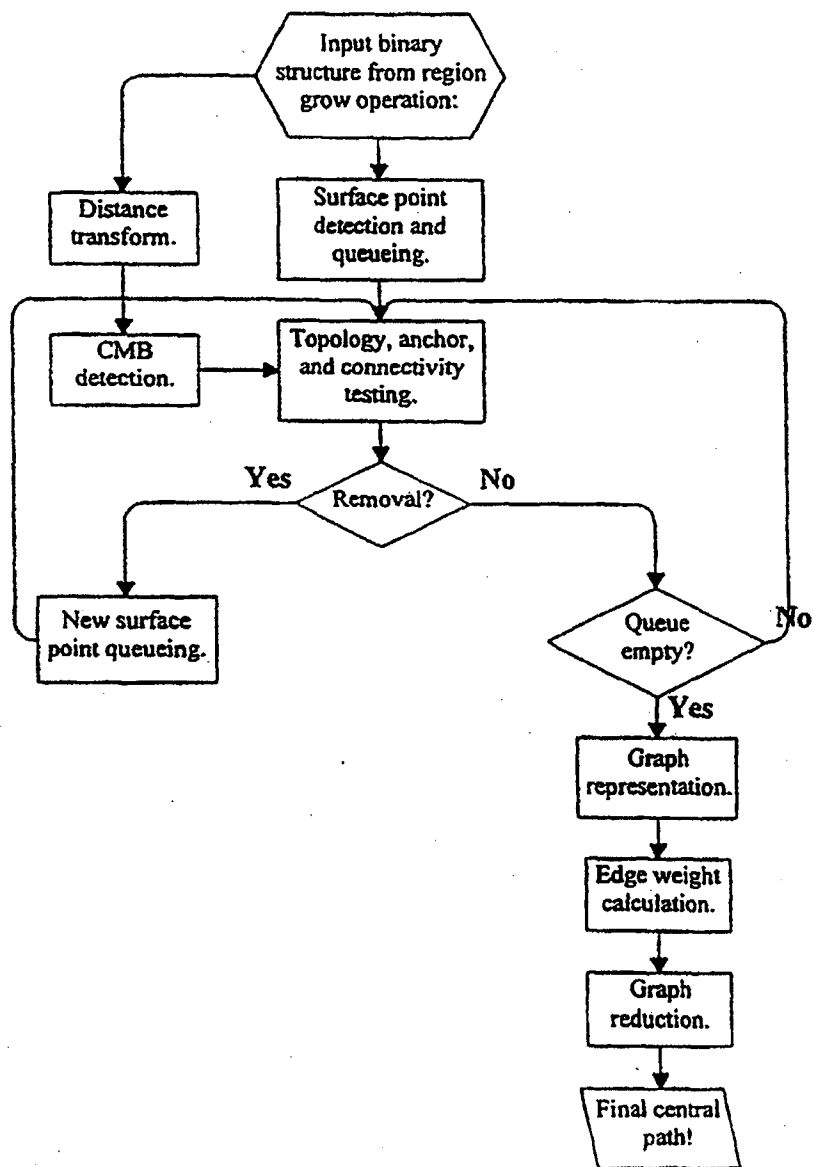 Input binary
structure from region
grow operation:
Distance
transform.
Surface point
detection and
queueing.
CMB
detection.
Topology, anchor,
and connectivity
testing.
Yes
Removal?
No
New surface
point queueing.
Queue
empty?
No
Yes
Graph
representation.
Edge weight
calculation.
Graph
reduction.
Final central
path!